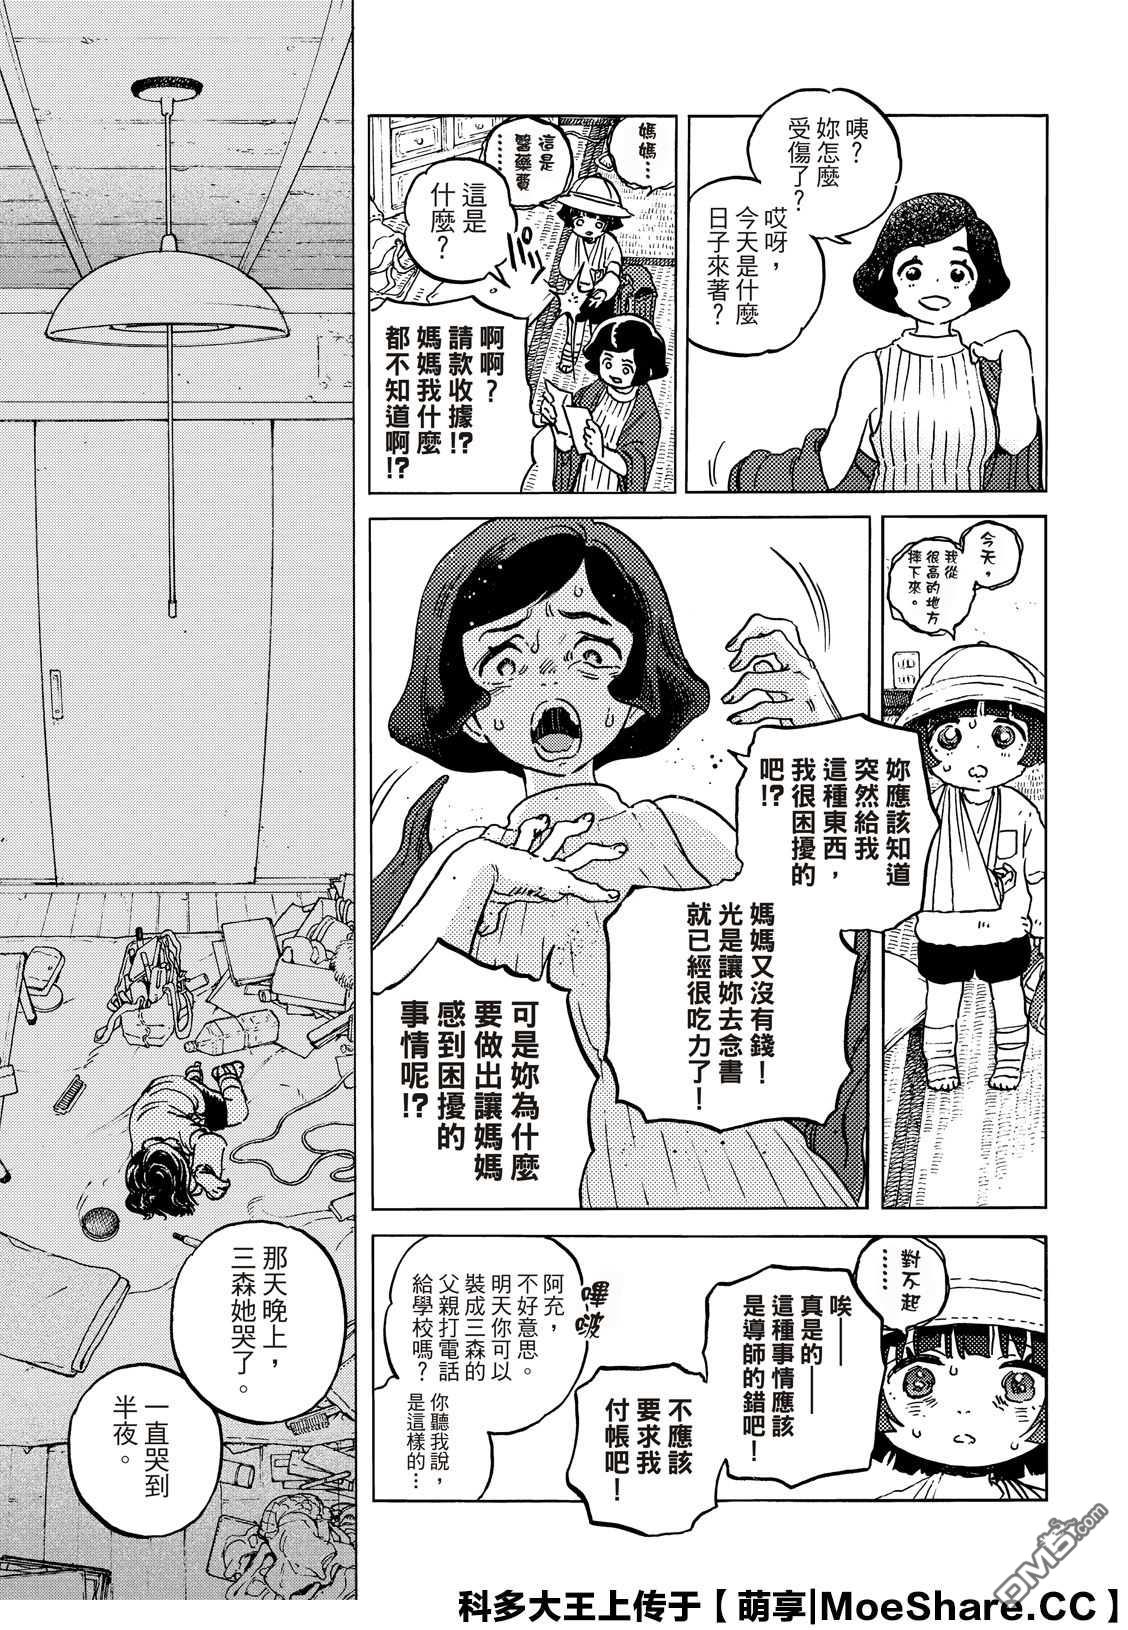 咦？
妳怎麼
受傷了？
哎呀，
今天是什麼
日子來著？
媽媽…
這是
醫藥費
……
這是
什麼？
啊啊？
請款收據!?
媽媽我什麼
都不知道啊!?
今天，
我從
很高的地方
摔下來。
妳應該知道
突然給我
這種東西，
我很困擾的
吧!?
媽媽又沒有錢！
光是讓妳去念書
就已經很吃力了！
可是妳為什麼
要做出讓媽媽
感到困擾的
事情呢!?
對不起
……
唉——
真是的——
這種事情應該
是導師的錯吧！
不應該
要求我
付帳吧！
嗶啵
阿充，
不好意思。
明天你可以
裝成三森的
父親打電話
給學校嗎？
你聽我說，
是這樣的…
那天晚上，
三森她哭了。
一直哭到
半夜。
DM5.com
科多大王上传于【萌享|MoeShare.CC】